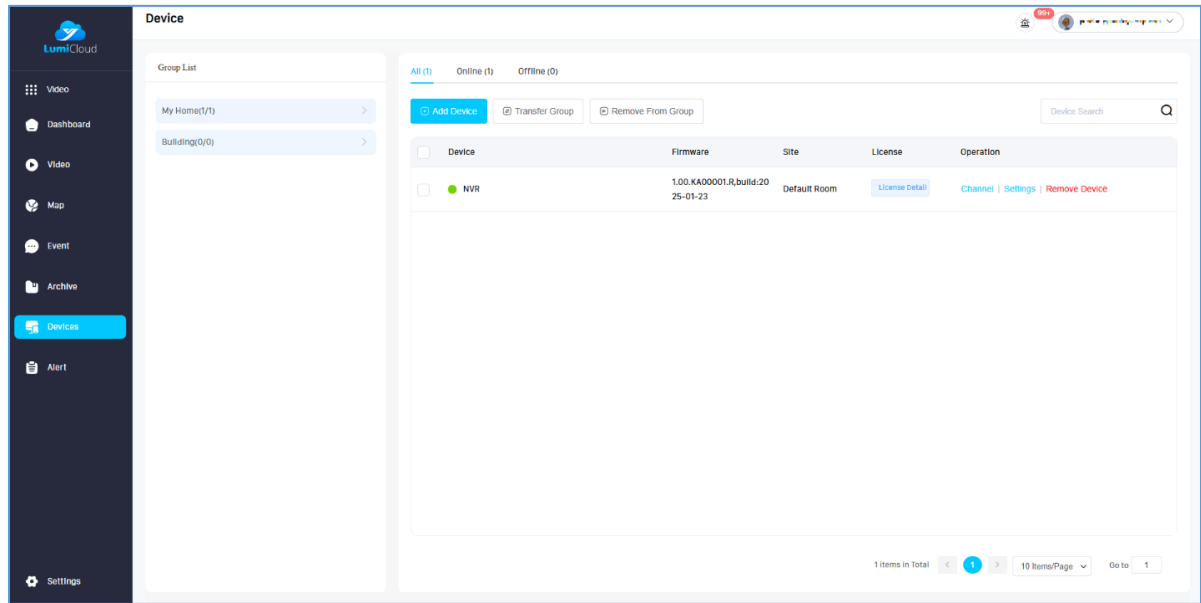 LumiCloud
Video
Dashboard
Video
Map
Event
Archive
Devices
Alert
Settings
Device
99+
Group List
My Home(1/1)
Building(0/0)
All (1) Online (1) Offline (0)
Add Device Transfer Group Remove From Group Device Search
Device Firmware Site License Operation
NVR 1.00.KA00001.R,build:20 Default Room License Detail Channel | Settings | Remove Device
25-01-23
1 items in Total 1 10 Items/Page Go to 1